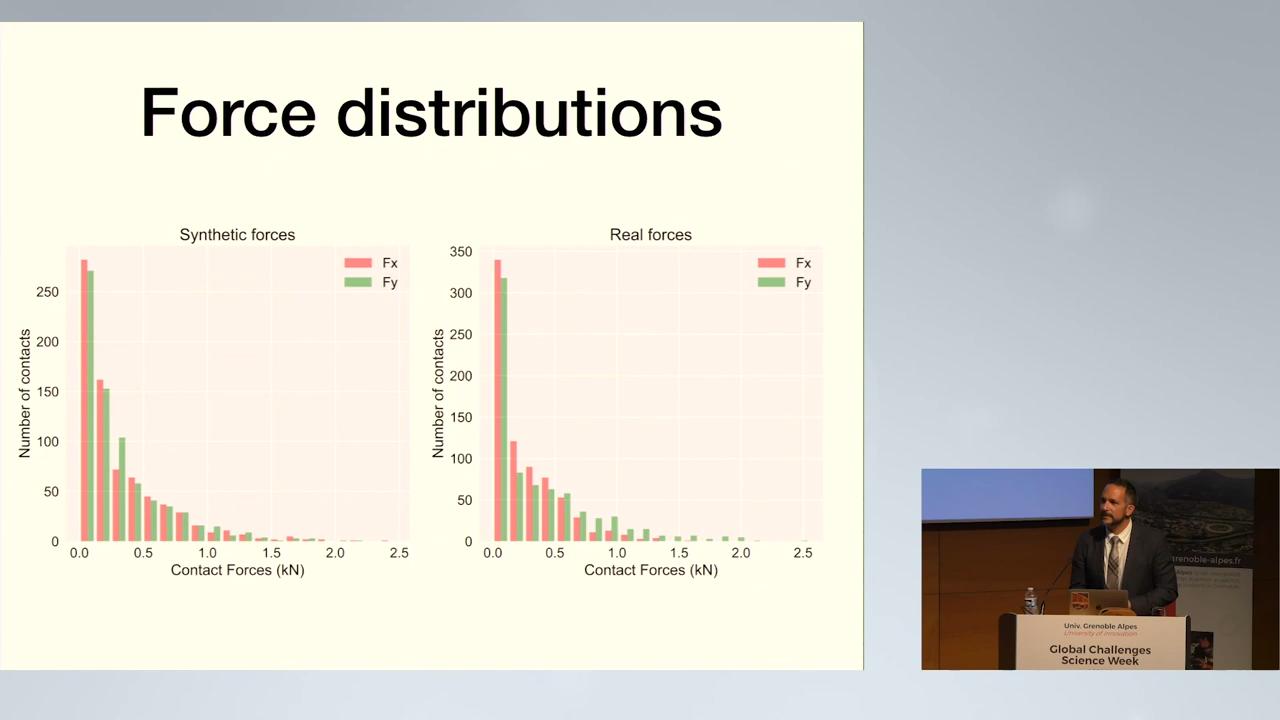 Force distributions
Synthetic forces
Fx
Fy
250
200
150
100
50
0
Number of contacts
0.0 0.5 1.0 1.5 2.0 2.5
Contact Forces (kN)
Real forces
Fx
Fy
350
300
250
200
150
100
50
0
Number of contacts
0.0 0.5 1.0 1.5 2.0 2.5
Contact Forces (kN)
grenoble-alpes.fr
Univ. Grenoble Alpes
University of Innovation
Global Challenges
Science Week